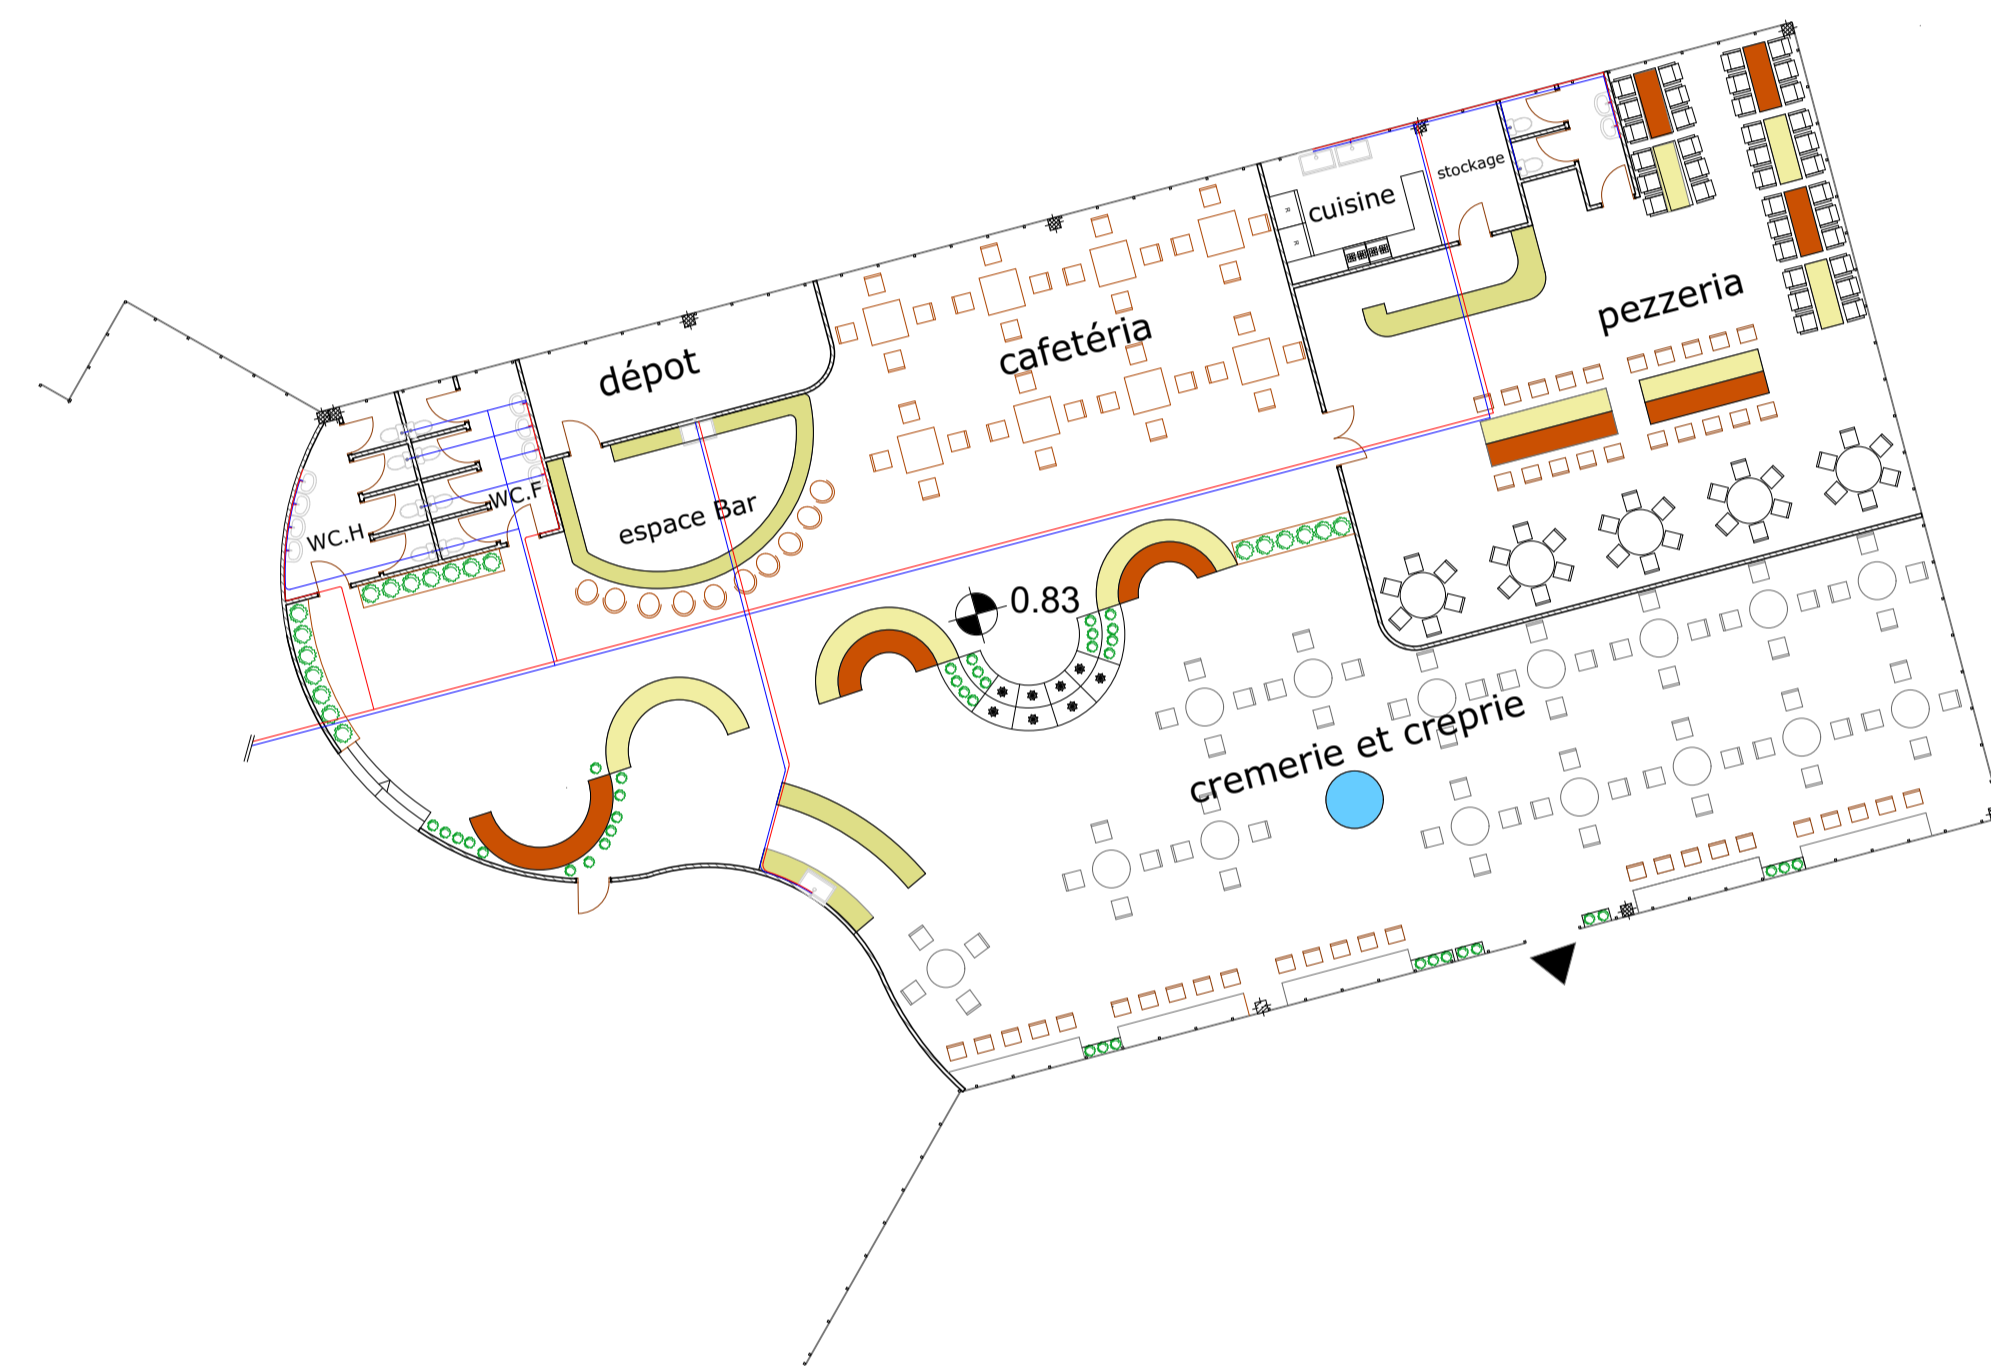 stockage
cuisine
pezzeria
cafetéria
dépot
WC.F
espace Bar
WC.H
0.83
cremerie et creprie